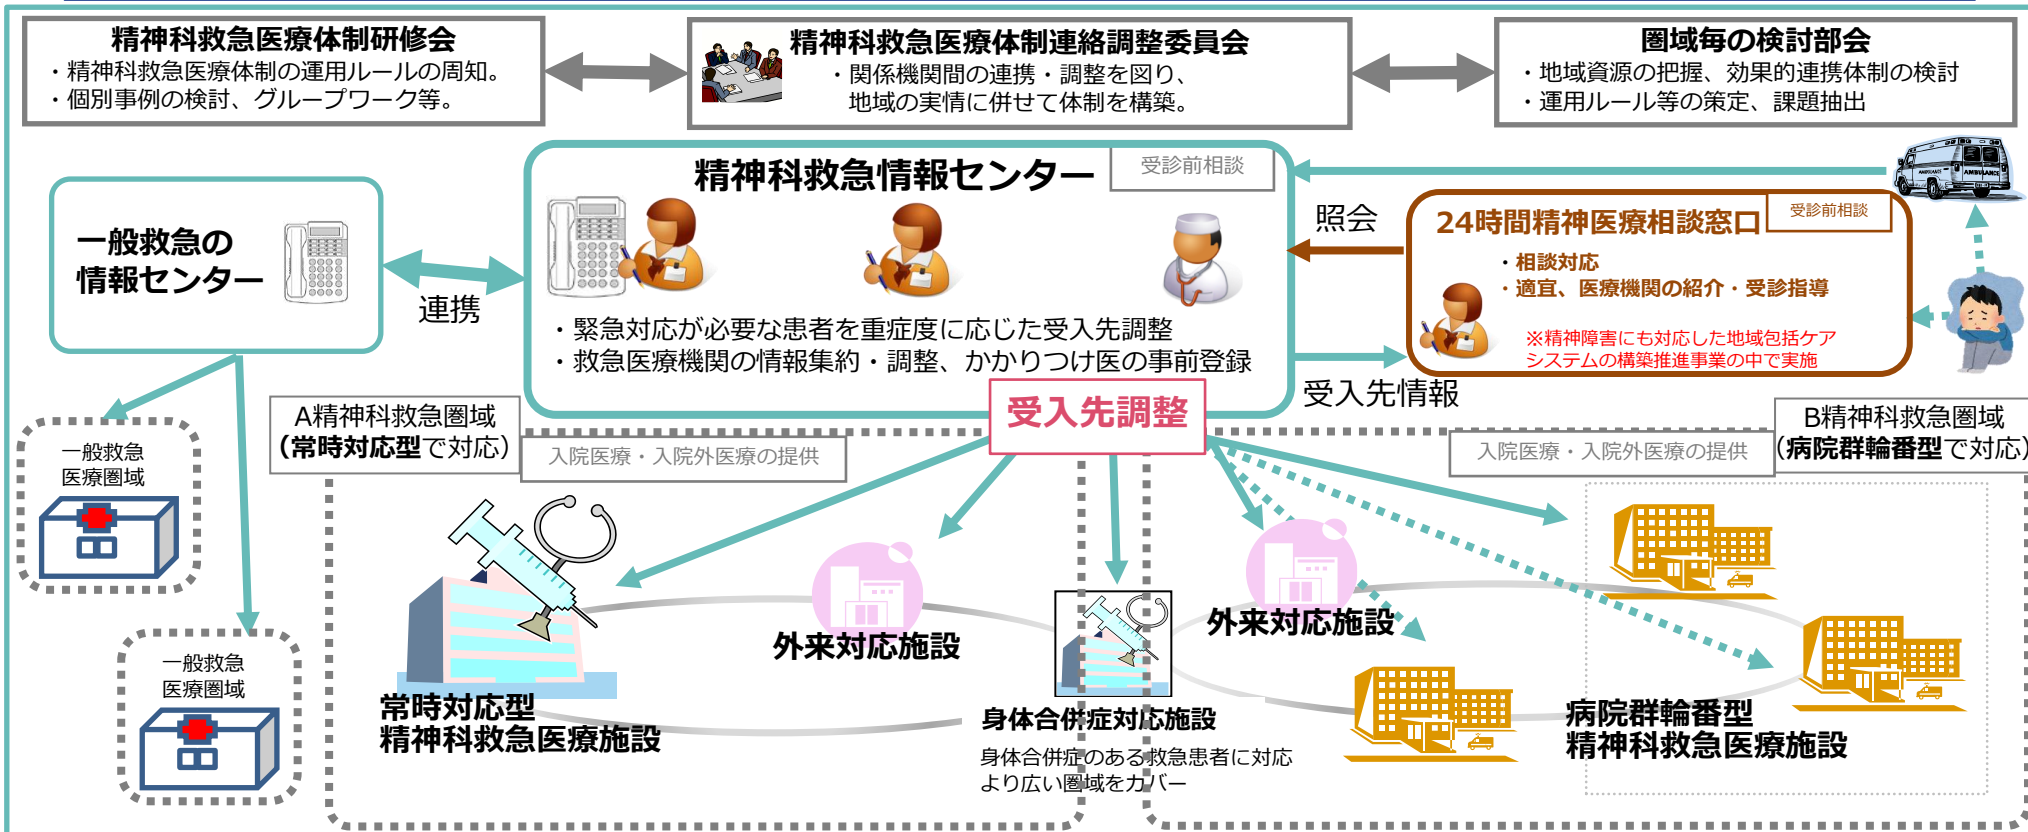 精神科救急医療体制研修会
・精神科救急医療体制の運用ルールの周知。
・個別事例の検討、グループワーク等。
精神科救急医療体制連絡調整委員会
・関係機関間の連携・調整を図り、
地域の実情に併せて体制を構築。
圏域毎の検討部会
・地域資源の把握、効果的連携体制の検討
・運用ルール等の策定、課題抽出
精神科救急情報センター
受診前相談
・緊急対応が必要な患者を重症度に応じた受入先調整
・救急医療機関の情報集約・調整、かかりつけ医の事前登録
一般救急の
情報センター
連携
照会
受入先情報
AMBULANCE
AMBULANCE
24時間精神医療相談窓口
受診前相談
・相談対応
・適宜、医療機関の紹介・受診指導
※精神障害にも対応した地域包括ケア
システムの構築推進事業の中で実施
受入先調整
A精神科救急圏域
(常時対応型で対応)
入院医療・入院外医療の提供
入院医療・入院外医療の提供
B精神科救急圏域
(病院群輪番型で対応)
一般救急
医療圏域
一般救急
医療圏域
常時対応型
精神科救急医療施設
外来対応施設
身体合併症対応施設
身体合併症のある救急患者に対応
より広い圏域をカバー
外来対応施設
病院群輪番型
精神科救急医療施設